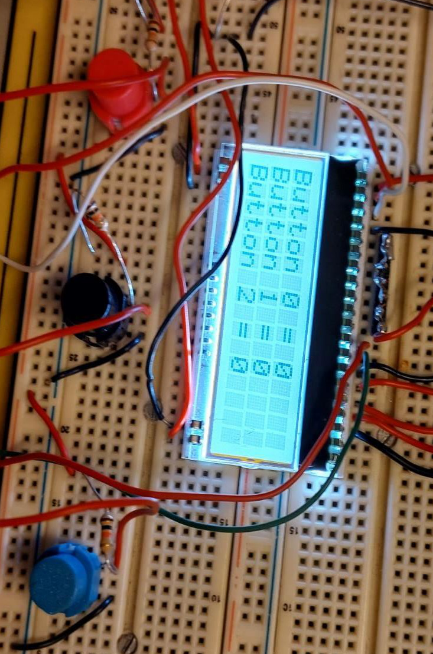 Button 0 = 0
Button 1 = 0
Button 2 = 0